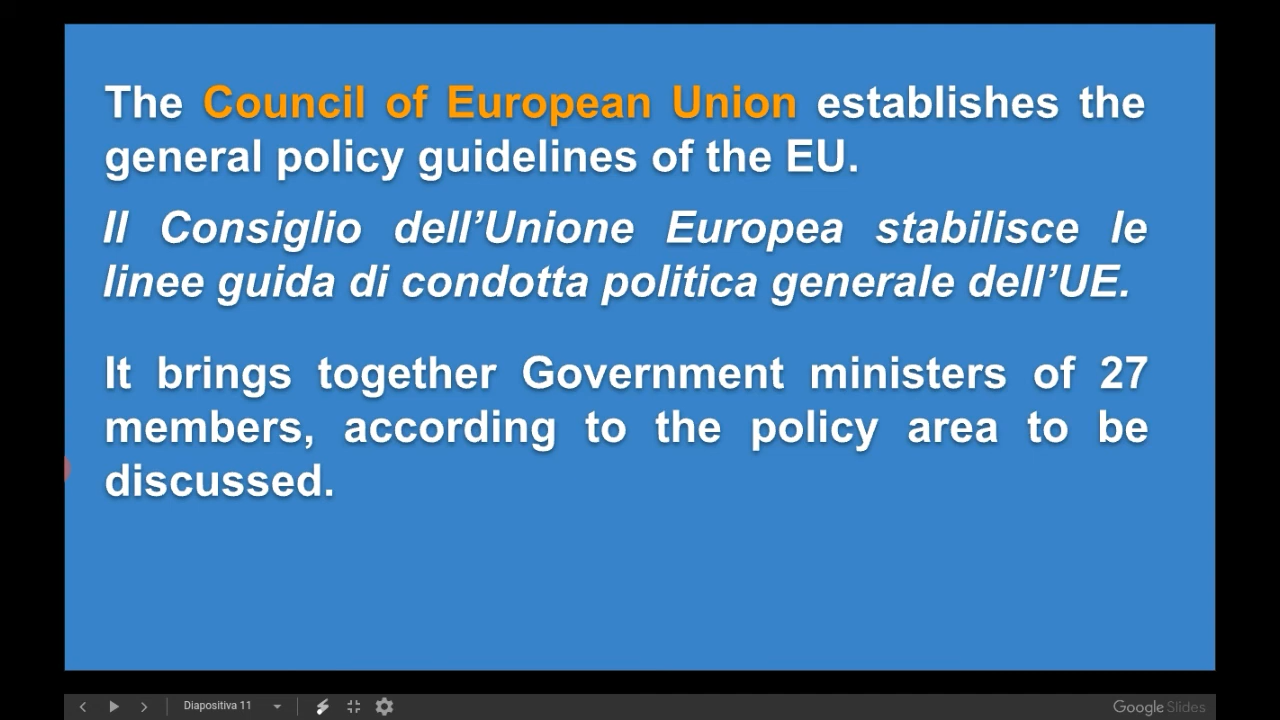 The Council of European Union establishes the
general policy guidelines of the EU.
Il Consiglio dell’Unione Europea stabilisce le
linee guida di condotta politica generale dell’UE.
It brings together Government ministers of 27
members, according to the policy area to be
discussed.
Diapositiva 11
Google Slides